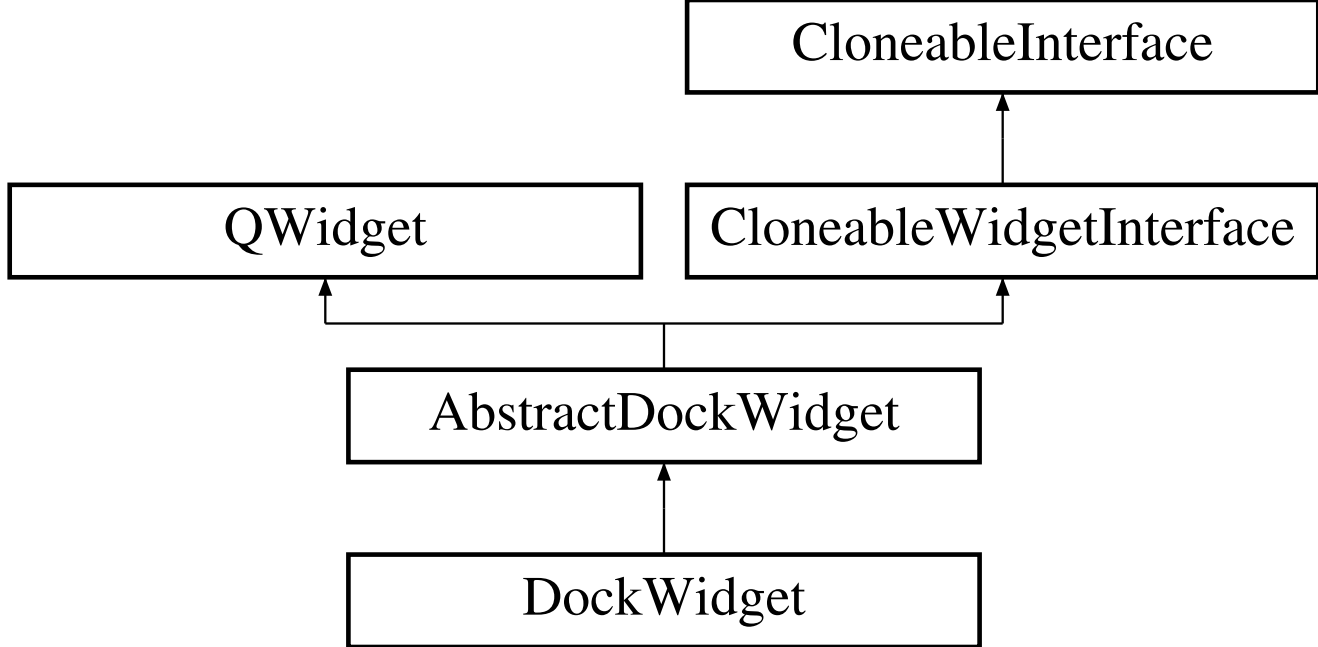 CloneableInterface
QWidget
CloneableWidgetInterface
AbstractDockWidget
DockWidget